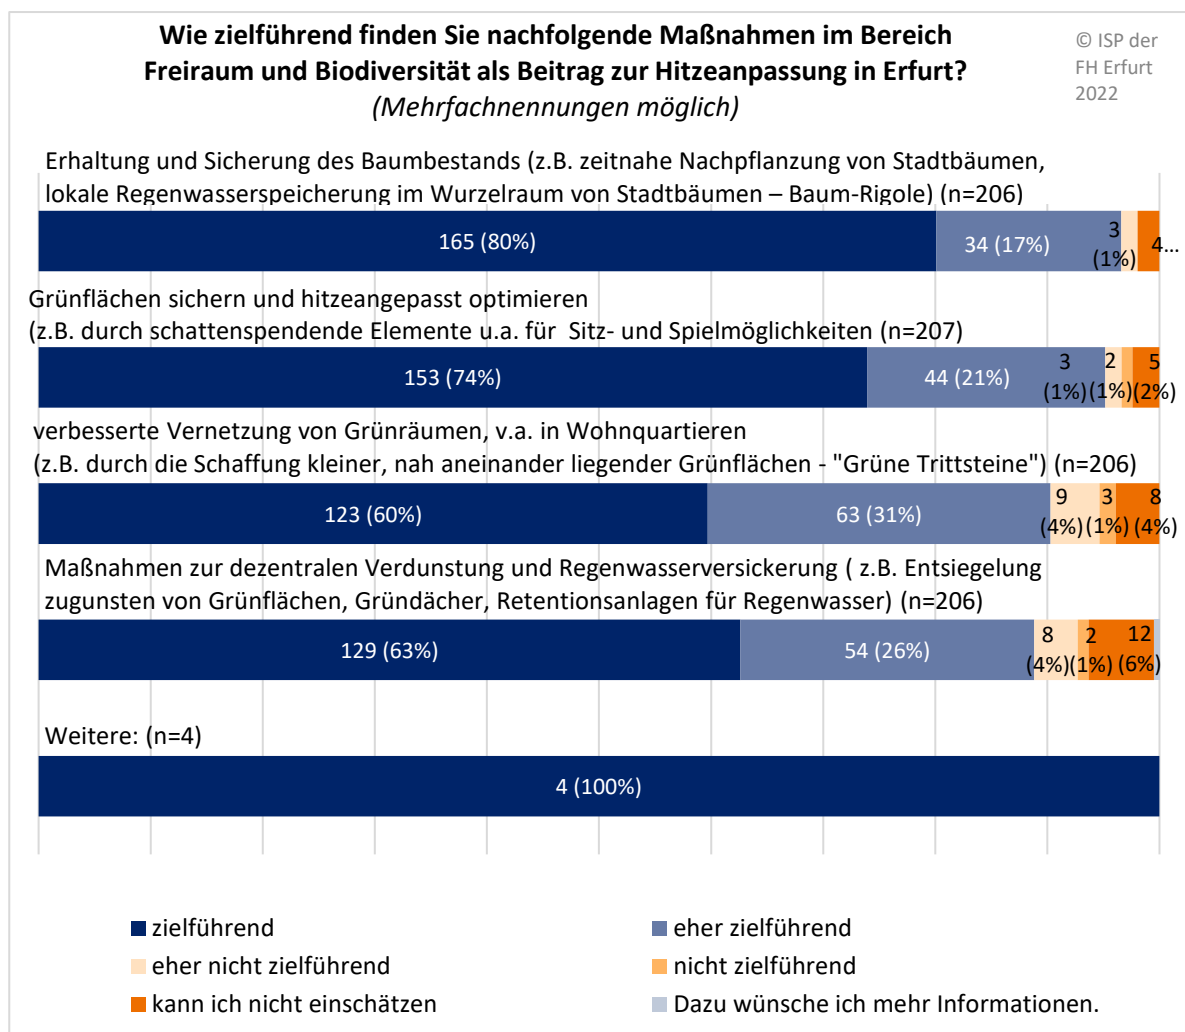 Wie zielführend finden Sie nachfolgende Maßnahmen im Bereich
Freiraum und Biodiversität als Beitrag zur Hitzeanpassung in Erfurt?
(Mehrfachnennungen möglich)
© ISP der
FH Erfurt
2022
Erhaltung und Sicherung des Baumbestands (z.B. zeitnahe Nachpflanzung von Stadtbäumen,
lokale Regenwasserspeicherung im Wurzelraum von Stadtbäumen – Baum-Rigole) (n=206)
165 (80%)
34 (17%)
3
(1%)
4...
Grünflächen sichern und hitzeangepasst optimieren
(z.B. durch schattenspendende Elemente u.a. für  Sitz- und Spielmöglichkeiten (n=207)
153 (74%)
44 (21%)
3
(1%)
2
(1%)
5
(2%)
verbesserte Vernetzung von Grünräumen, v.a. in Wohnquartieren
(z.B. durch die Schaffung kleiner, nah aneinander liegender Grünflächen - "Grüne Trittsteine") (n=206)
123 (60%)
63 (31%)
9
(4%)
3
(1%)
8
(4%)
Maßnahmen zur dezentralen Verdunstung und Regenwasserversickerung ( z.B. Entsiegelung
zugunsten von Grünflächen, Gründächer, Retentionsanlagen für Regenwasser) (n=206)
129 (63%)
54 (26%)
8
(4%)
2
(1%)
12
(6%)
Weitere: (n=4)
4 (100%)
zielführend
eher zielführend
eher nicht zielführend
nicht zielführend
kann ich nicht einschätzen
Dazu wünsche ich mehr Informationen.